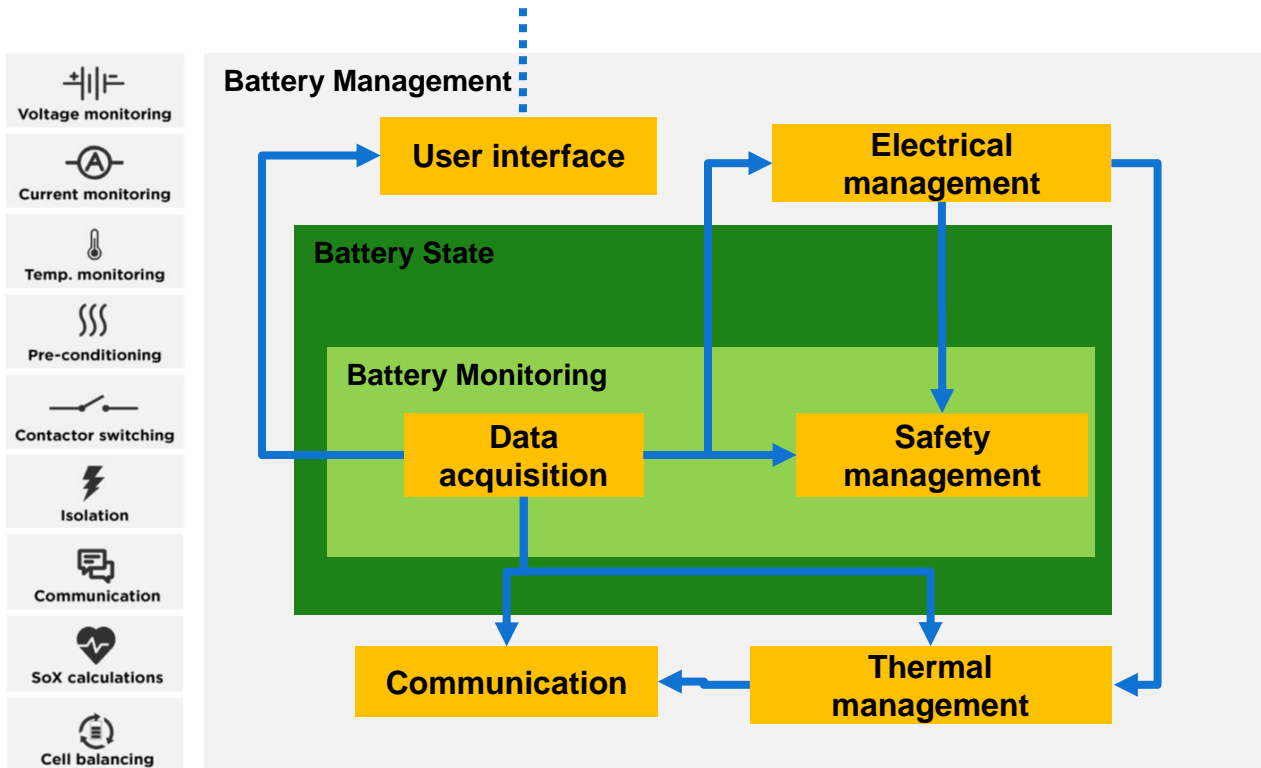 Voltage monitoring
Current monitoring
Temp. monitoring
Pre-conditioning
Contactor switching
Isolation
Communication
SoX calculations
Cell balancing
Battery Management
User interface
Electrical
management
Battery State
Battery Monitoring
Data
acquisition
Safety
management
Communication
Thermal
management